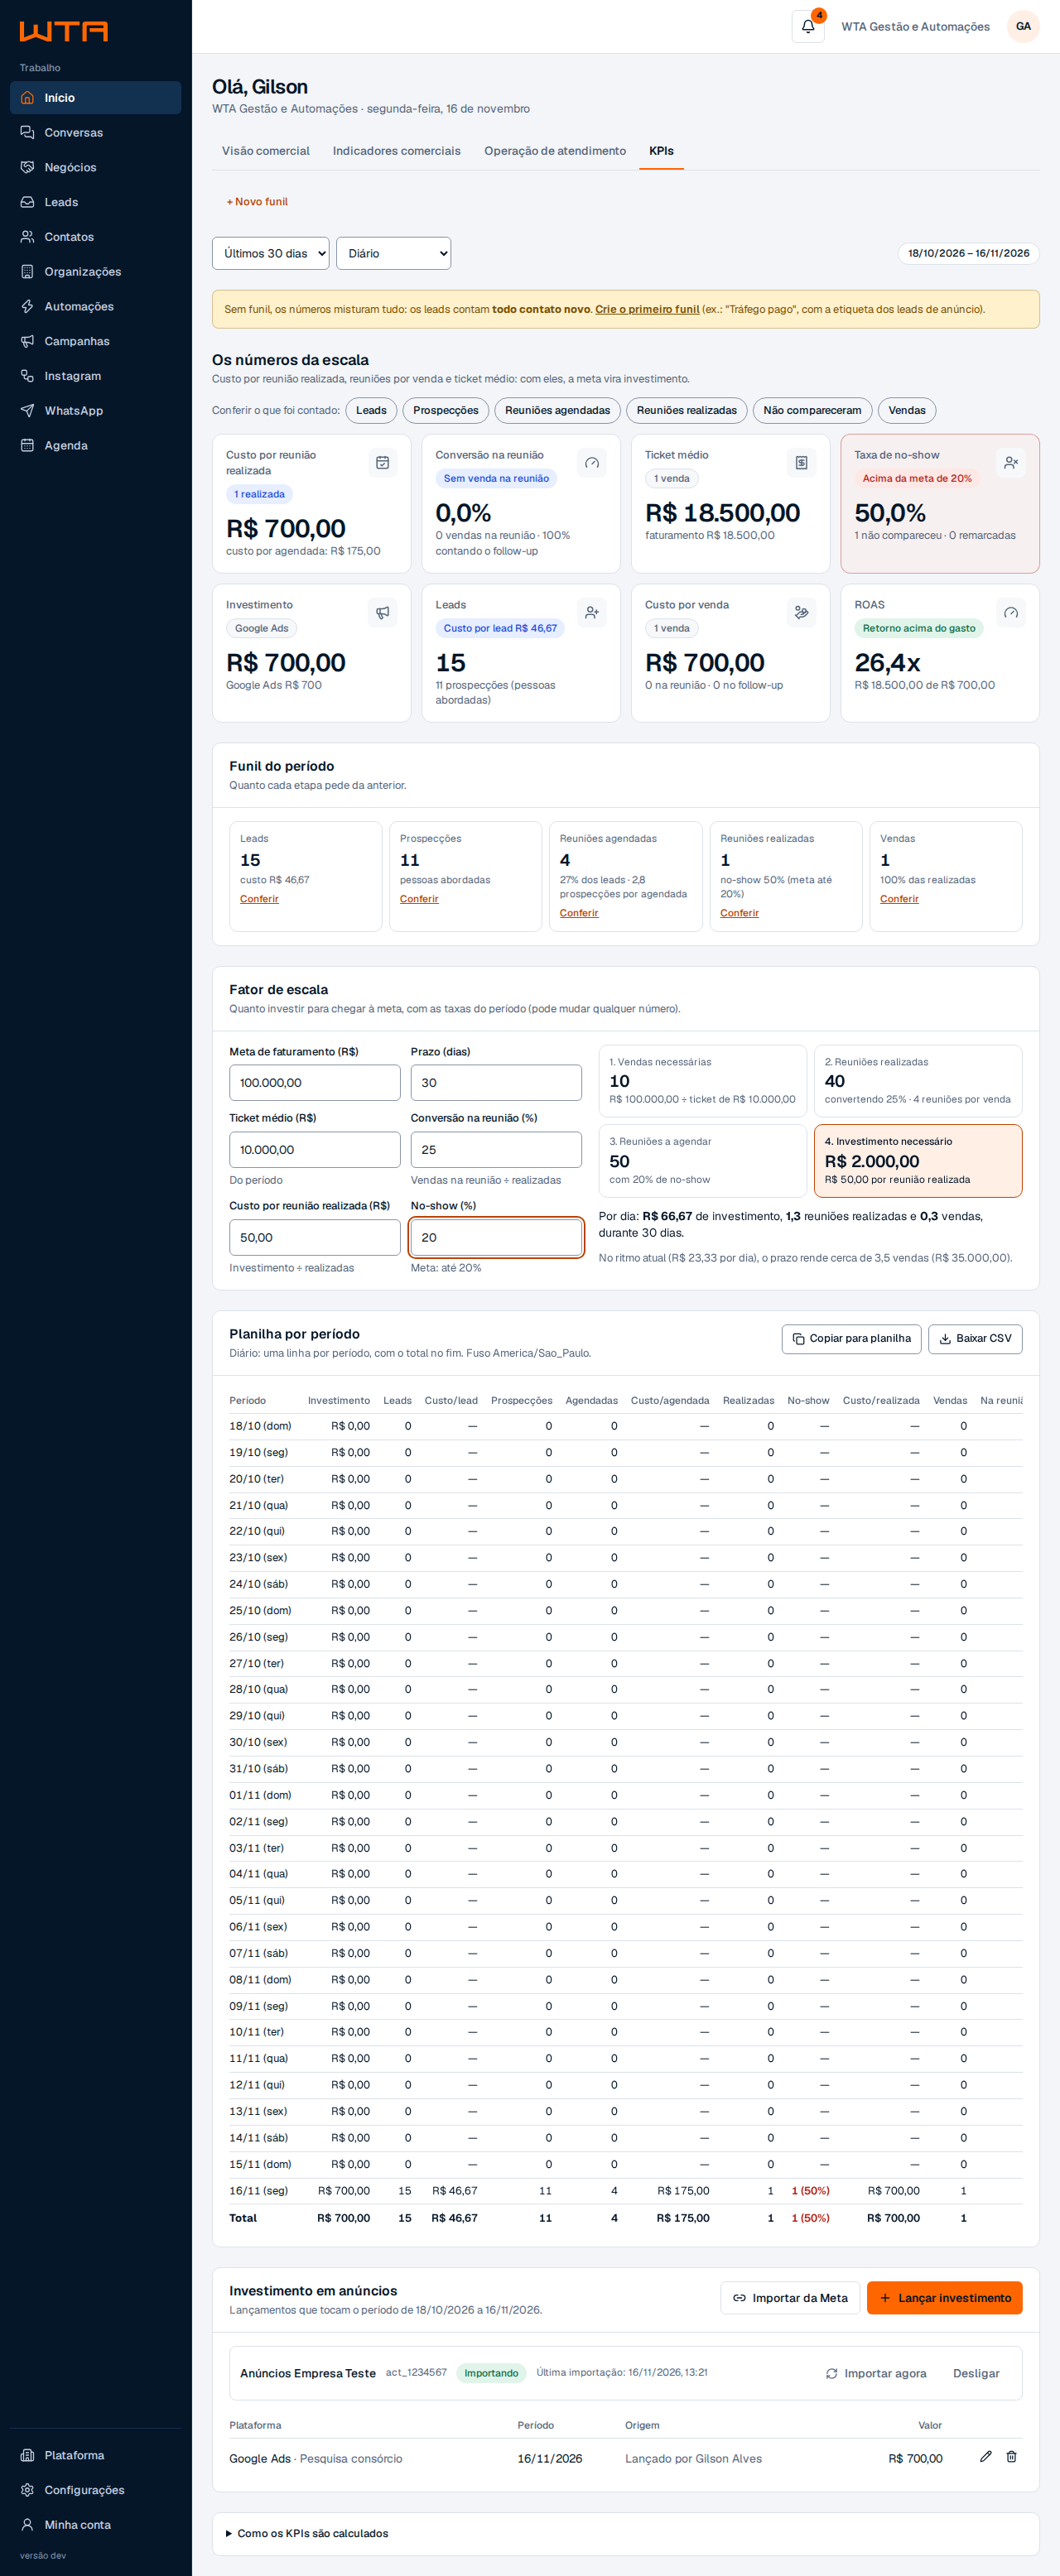 WTA
Trabalho
Início
Conversas
Negócios
Leads
Contatos
Organizações
Automações
Campanhas
Instagram
WhatsApp
Agenda
Plataforma
Configurações
Minha conta
versão dev
4
WTA Gestão e Automações
GA
Olá, Gilson
WTA Gestão e Automações · segunda-feira, 16 de novembro
Visão comercial Indicadores comerciais Operação de atendimento KPIs
+ Novo funil
Últimos 30 dias Diário 18/10/2026 – 16/11/2026
Sem funil, os números misturam tudo: os leads contam todo contato novo. Crie o primeiro funil (ex.: "Tráfego pago", com a etiqueta dos leads de anúncio).
Os números da escala
Custo por reunião realizada, reuniões por venda e ticket médio: com eles, a meta vira investimento.
Conferir o que foi contado: Leads Prospecções Reuniões agendadas Reuniões realizadas Não compareceram Vendas
Custo por reunião
realizada
1 realizada
R$ 700,00
custo por agendada: R$ 175,00
Conversão na reunião
Sem venda na reunião
0,0%
0 vendas na reunião · 100%
contando o follow-up
Ticket médio
1 venda
R$ 18.500,00
faturamento R$ 18.500,00
Taxa de no-show
Acima da meta de 20%
50,0%
1 não compareceu · 0 remarcadas
Investimento
Google Ads
R$ 700,00
Google Ads R$ 700
Leads
Custo por lead R$ 46,67
15
11 prospecções (pessoas
abordadas)
Custo por venda
1 venda
R$ 700,00
0 na reunião · 0 no follow-up
ROAS
Retorno acima do gasto
26,4x
R$ 18.500,00 de R$ 700,00
Funil do período
Quanto cada etapa pede da anterior.
Leads
15
custo R$ 46,67
Conferir
Prospecções
11
pessoas abordadas
Conferir
Reuniões agendadas
4
27% dos leads · 2,8
prospecções por agendada
Conferir
Reuniões realizadas
1
no-show 50% (meta até
20%)
Conferir
Vendas
1
100% das realizadas
Conferir
Fator de escala
Quanto investir para chegar à meta, com as taxas do período (pode mudar qualquer número).
Meta de faturamento (R$) Prazo (dias)
100.000,00 30
Ticket médio (R$) Conversão na reunião (%)
10.000,00 25
Do período Vendas na reunião ÷ realizadas
Custo por reunião realizada (R$) No-show (%)
50,00 20
Investimento ÷ realizadas Meta: até 20%
1. Vendas necessárias
10
R$ 100.000,00 ÷ ticket de R$ 10.000,00
2. Reuniões realizadas
40
convertendo 25% · 4 reuniões por venda
3. Reuniões a agendar
50
com 20% de no-show
4. Investimento necessário
R$ 2.000,00
R$ 50,00 por reunião realizada
Por dia: R$ 66,67 de investimento, 1,3 reuniões realizadas e 0,3 vendas,
durante 30 dias.
No ritmo atual (R$ 23,33 por dia), o prazo rende cerca de 3,5 vendas (R$ 35.000,00).
Planilha por período
Diário: uma linha por período, com o total no fim. Fuso America/Sao_Paulo.
Copiar para planilha Baixar CSV
Período Investimento Leads Custo/lead Prospecções Agendadas Custo/agendada Realizadas No-show Custo/realizada Vendas Na reuniã
18/10 (dom) R$ 0,00 0 — 0 0 — 0 — — 0
19/10 (seg) R$ 0,00 0 — 0 0 — 0 — — 0
20/10 (ter) R$ 0,00 0 — 0 0 — 0 — — 0
21/10 (qua) R$ 0,00 0 — 0 0 — 0 — — 0
22/10 (qui) R$ 0,00 0 — 0 0 — 0 — — 0
23/10 (sex) R$ 0,00 0 — 0 0 — 0 — — 0
24/10 (sáb) R$ 0,00 0 — 0 0 — 0 — — 0
25/10 (dom) R$ 0,00 0 — 0 0 — 0 — — 0
26/10 (seg) R$ 0,00 0 — 0 0 — 0 — — 0
27/10 (ter) R$ 0,00 0 — 0 0 — 0 — — 0
28/10 (qua) R$ 0,00 0 — 0 0 — 0 — — 0
29/10 (qui) R$ 0,00 0 — 0 0 — 0 — — 0
30/10 (sex) R$ 0,00 0 — 0 0 — 0 — — 0
31/10 (sáb) R$ 0,00 0 — 0 0 — 0 — — 0
01/11 (dom) R$ 0,00 0 — 0 0 — 0 — — 0
02/11 (seg) R$ 0,00 0 — 0 0 — 0 — — 0
03/11 (ter) R$ 0,00 0 — 0 0 — 0 — — 0
04/11 (qua) R$ 0,00 0 — 0 0 — 0 — — 0
05/11 (qui) R$ 0,00 0 — 0 0 — 0 — — 0
06/11 (sex) R$ 0,00 0 — 0 0 — 0 — — 0
07/11 (sáb) R$ 0,00 0 — 0 0 — 0 — — 0
08/11 (dom) R$ 0,00 0 — 0 0 — 0 — — 0
09/11 (seg) R$ 0,00 0 — 0 0 — 0 — — 0
10/11 (ter) R$ 0,00 0 — 0 0 — 0 — — 0
11/11 (qua) R$ 0,00 0 — 0 0 — 0 — — 0
12/11 (qui) R$ 0,00 0 — 0 0 — 0 — — 0
13/11 (sex) R$ 0,00 0 — 0 0 — 0 — — 0
14/11 (sáb) R$ 0,00 0 — 0 0 — 0 — — 0
15/11 (dom) R$ 0,00 0 — 0 0 — 0 — — 0
16/11 (seg) R$ 700,00 15 R$ 46,67 11 4 R$ 175,00 1 1 (50%) R$ 700,00 1
Total R$ 700,00 15 R$ 46,67 11 4 R$ 175,00 1 1 (50%) R$ 700,00 1
Investimento em anúncios
Lançamentos que tocam o período de 18/10/2026 a 16/11/2026.
Importar da Meta + Lançar investimento
Anúncios Empresa Teste act_1234567 Importando Última importação: 16/11/2026, 13:21 Importar agora Desligar
Plataforma Período Origem Valor
Google Ads · Pesquisa consórcio 16/11/2026 Lançado por Gilson Alves R$ 700,00
Como os KPIs são calculados